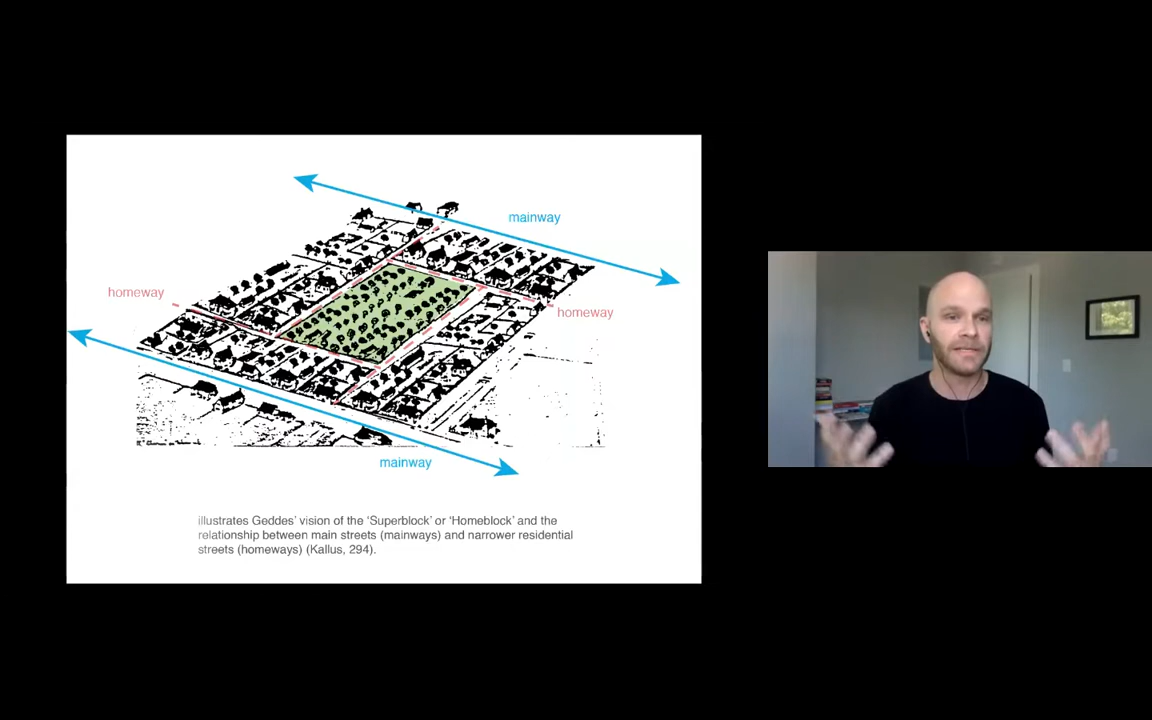 mainway
homeway
homeway
mainway
illustrates Geddes' vision of the 'Superblock' or 'Homeblock' and the
relationship between main streets (mainways) and narrower residential
streets (homeways) (Kallus, 294).